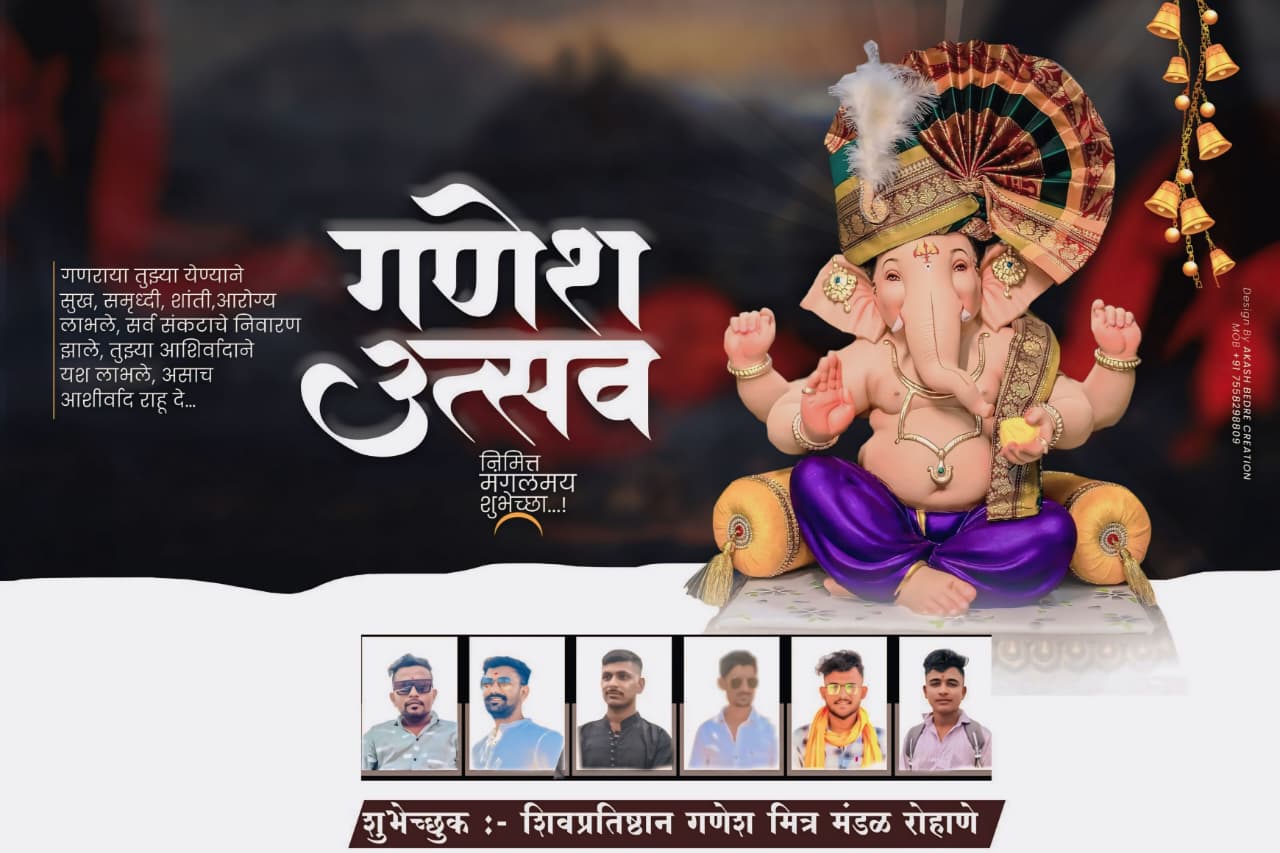 गणराया तुझ्या येण्याने
सुख, समृध्दी, शांती,आरोग्य
लाभले, सर्व संकटाचे निवारण
झाले, तुझ्या आशिर्वादाने
यश लाभले, असाच
आशीर्वाद राहू दे...
गणेश
उत्सव
निमित्त
मंगलमय
शुभेच्छा...!
Design By AKASH BEDRE CREATION
MOB +91 7558298809
शुभेच्छुक :- शिवप्रतिष्ठान गणेश मित्र मंडळ रोहाणे